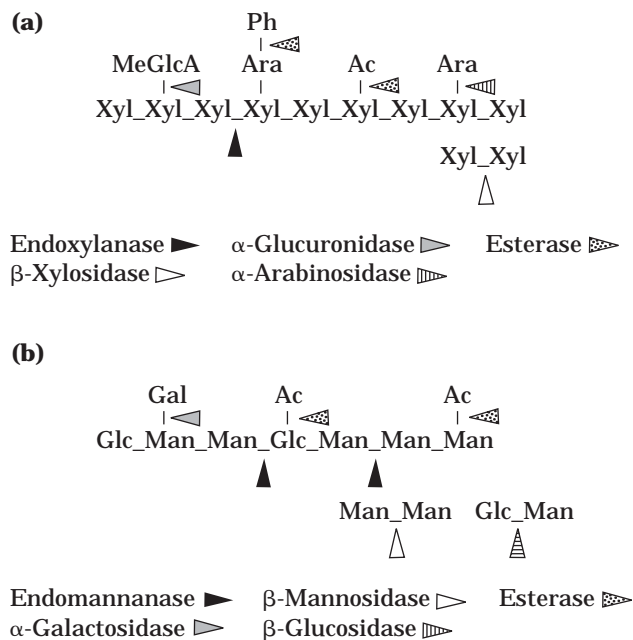 (a)
Ph
MeGlcA Ara Ac Ara
Xyl_Xyl_Xyl_Xyl_Xyl_Xyl_Xyl_Xyl_Xyl
Xyl_Xyl
Endoxylanase α-Glucuronidase Esterase
β-Xylosidase α-Arabinosidase
(b)
Gal Ac Ac
Glc_Man_Man_Glc_Man_Man_Man
Man_Man Glc_Man
Endomannanase β-Mannosidase Esterase
α-Galactosidase β-Glucosidase